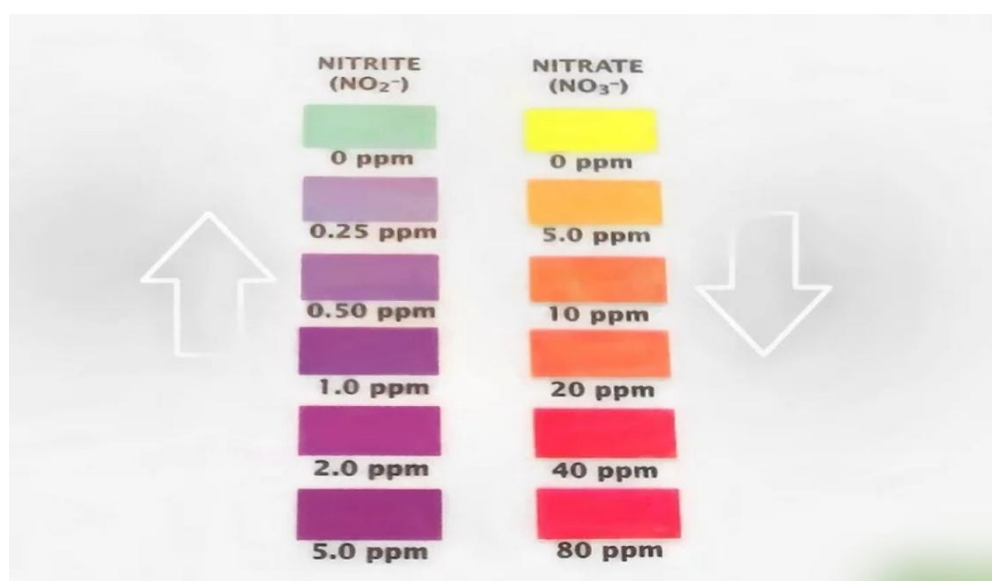 NITRITE
(NO₂⁻)
0 ppm
0.25 ppm
0.50 ppm
1.0 ppm
2.0 ppm
5.0 ppm
NITRATE
(NO₃⁻)
0 ppm
5.0 ppm
10 ppm
20 ppm
40 ppm
80 ppm